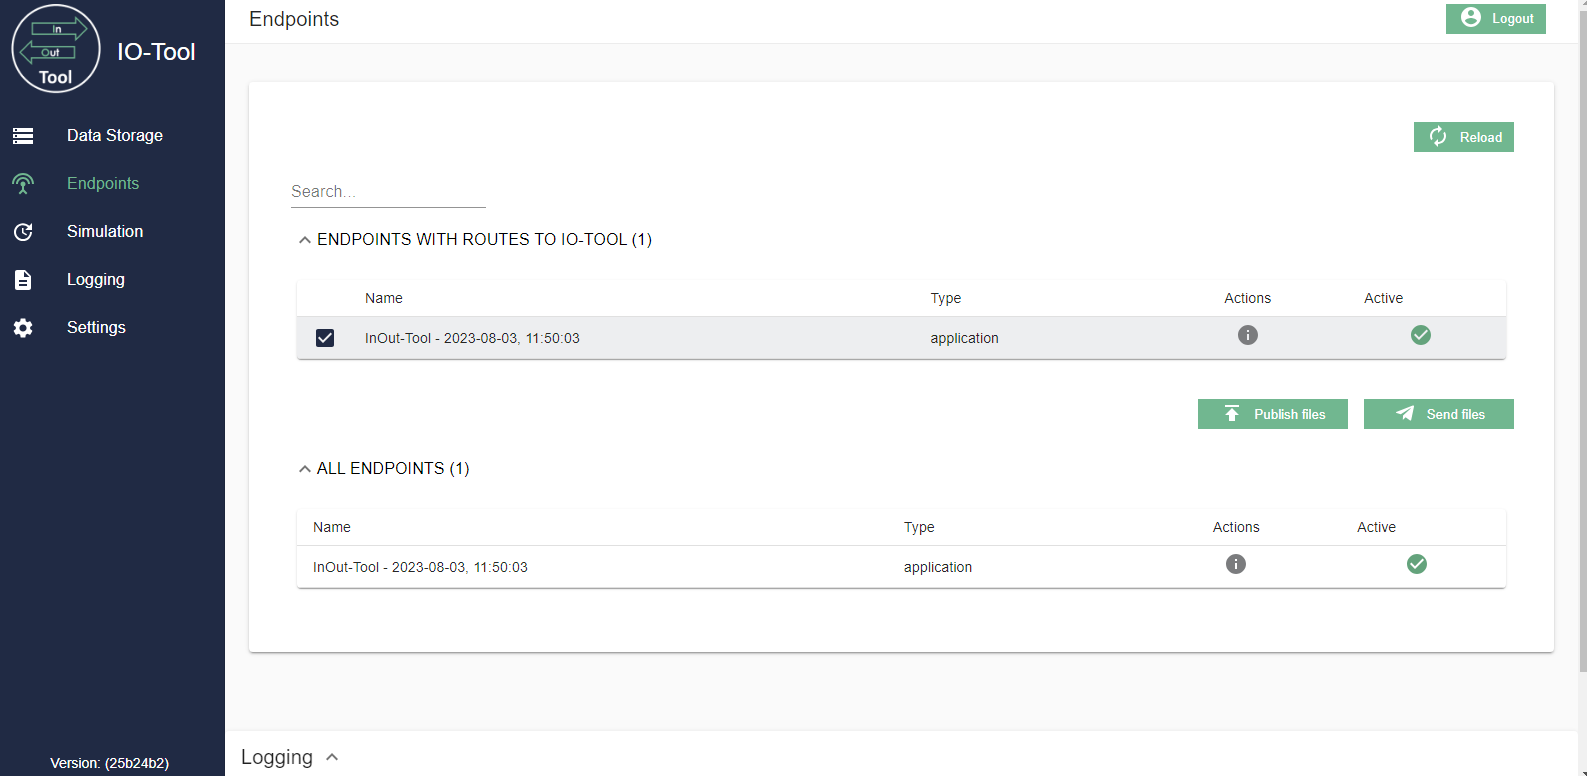 In
Out
Tool
IO-Tool
Data Storage
Endpoints
Simulation
Logging
Settings
Version: (25b24b2)
Endpoints
Logout
Reload
Search...
ENDPOINTS WITH ROUTES TO IO-TOOL (1)
Name Type Actions Active
InOut-Tool - 2023-08-03, 11:50:03 application
Publish files Send files
ALL ENDPOINTS (1)
Name Type Actions Active
InOut-Tool - 2023-08-03, 11:50:03 application
Logging